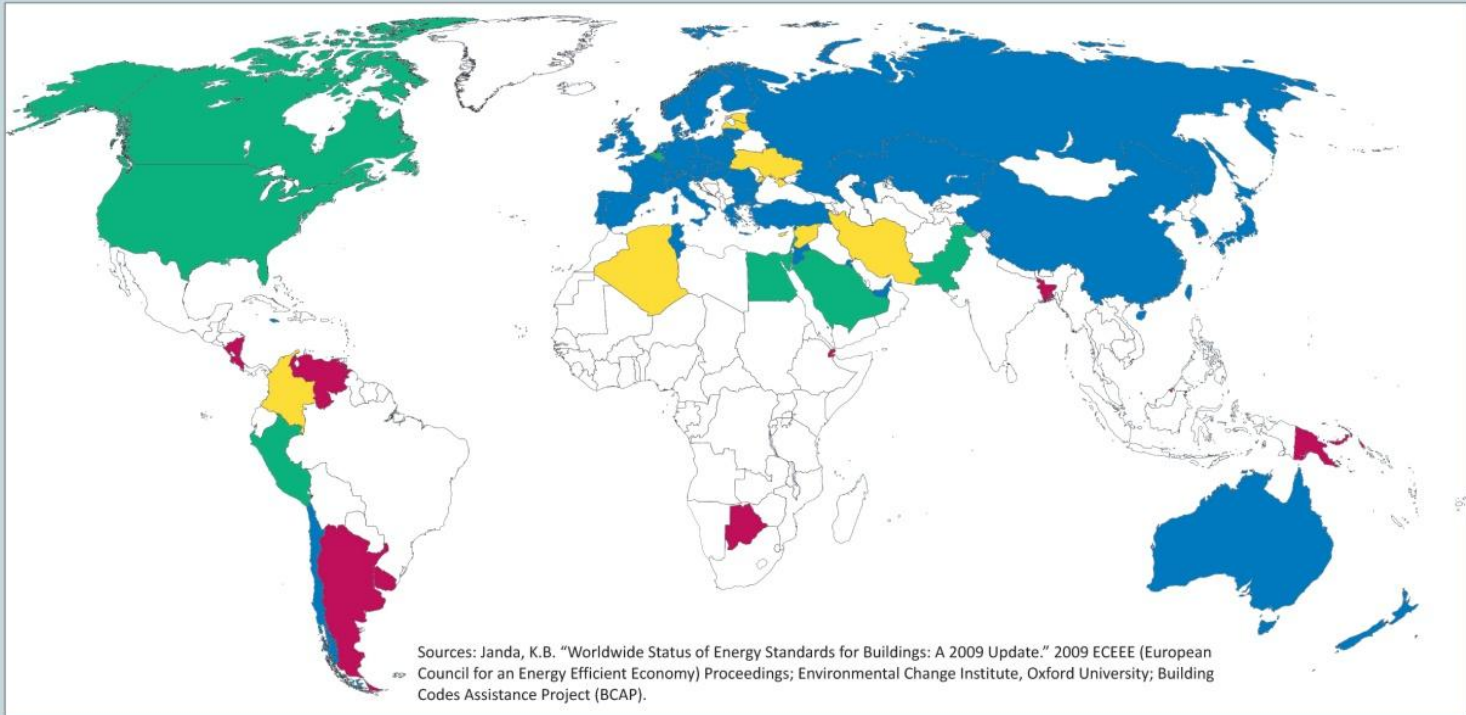 Sources: Janda, K.B. “Worldwide Status of Energy Standards for Buildings: A 2009 Update.” 2009 ECEEE (European
Council for an Energy Efficient Economy) Proceedings; Environmental Change Institute, Oxford University; Building
Codes Assistance Project (BCAP).